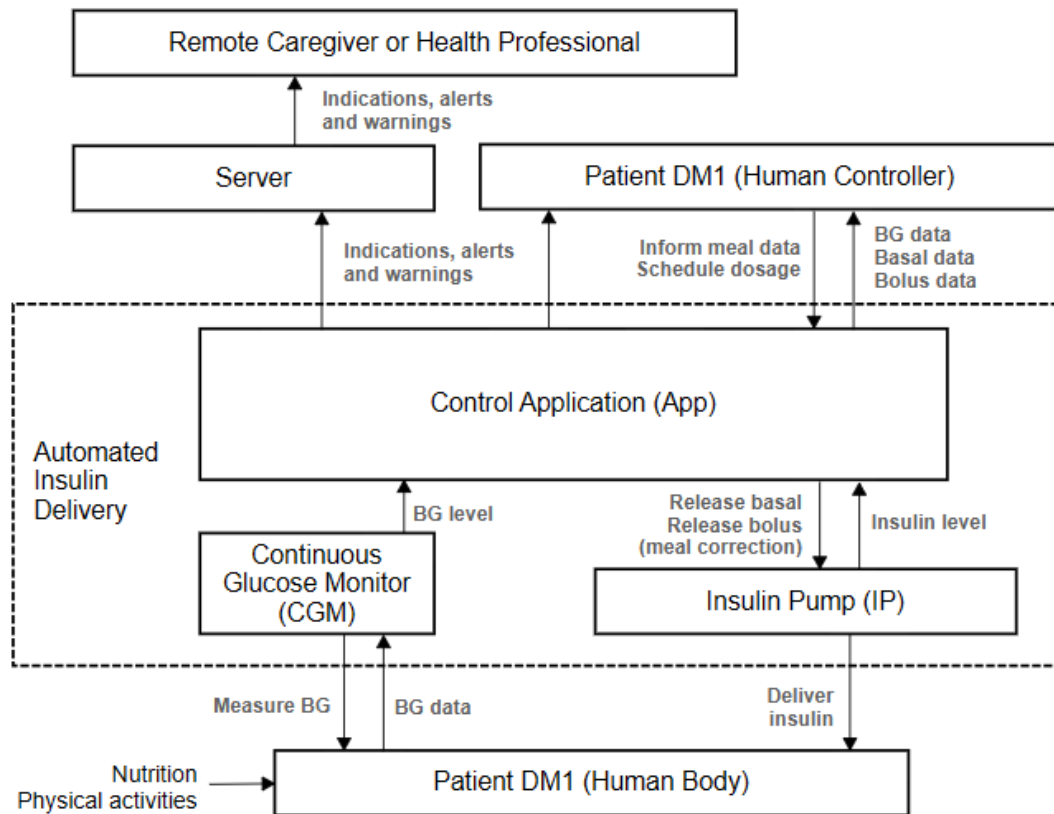 Remote Caregiver or Health Professional
Indications, alerts
and warnings
Server
Patient DM1 (Human Controller)
Indications, alerts
and warnings
Inform meal data
Schedule dosage
BG data
Basal data
Bolus data
Control Application (App)
Automated
Insulin
Delivery
BG level
Release basal
Release bolus
(meal correction)
Insulin level
Continuous
Glucose Monitor
(CGM)
Insulin Pump (IP)
Measure BG
BG data
Deliver
insulin
Nutrition
Physical activities
Patient DM1 (Human Body)